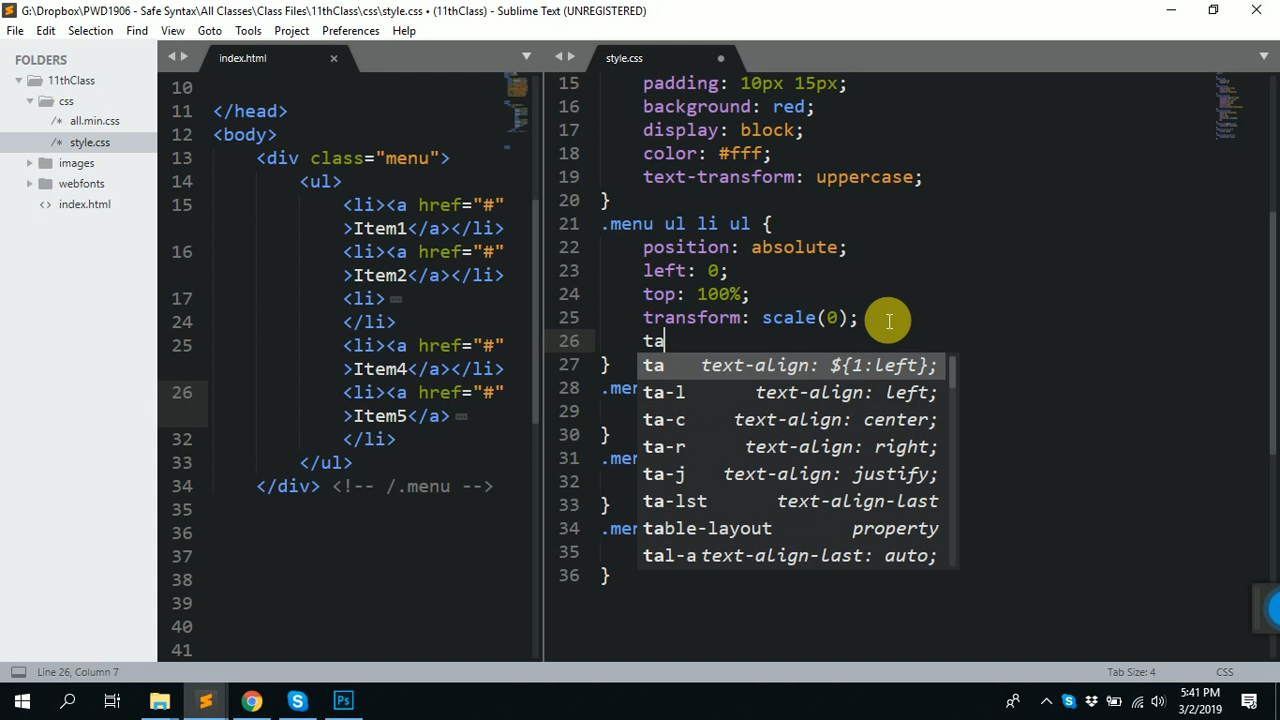 G:\Dropbox\PWD1906 - Safe Syntax\All Classes\Class Files\11thClass\css\style.css • (11thClass) - Sublime Text (UNREGISTERED)
File Edit Selection Find View Goto Tools Project Preferences Help
FOLDERS
11thClass
css
/* all.min.css
/* style.css
images
webfonts
<> index.html
index.html
10
11 </head>
12 <body>
13 <div class="menu">
14 <ul>
15 <li><a href="#"
>Item1</a></li>
16 <li><a href="#"
>Item2</a></li>
17 <li>
24 </li>
25 <li><a href="#"
>Item4</a></li>
26 <li><a href="#"
>Item5</a>
32 </li>
33 </ul>
34 </div> <!-- /.menu -->
35
36
37
38
39
40
41
style.css
15 padding: 10px 15px;
16 background: red;
17 display: block;
18 color: #fff;
19 text-transform: uppercase;
20 }
21 .menu ul li ul {
22 position: absolute;
23 left: 0;
24 top: 100%;
25 transform: scale(0);
26 ta
27 }
28 .men
29
30 }
31 .men
32
33 }
34 .men
35
36 }
ta text-align: ${1:left};
ta-l text-align: left;
ta-c text-align: center;
ta-r text-align: right;
ta-j text-align: justify;
ta-lst text-align-last
table-layout property
tal-a text-align-last: auto;
Line 26, Column 7
Tab Size: 4
CSS
5:41 PM
3/2/2019